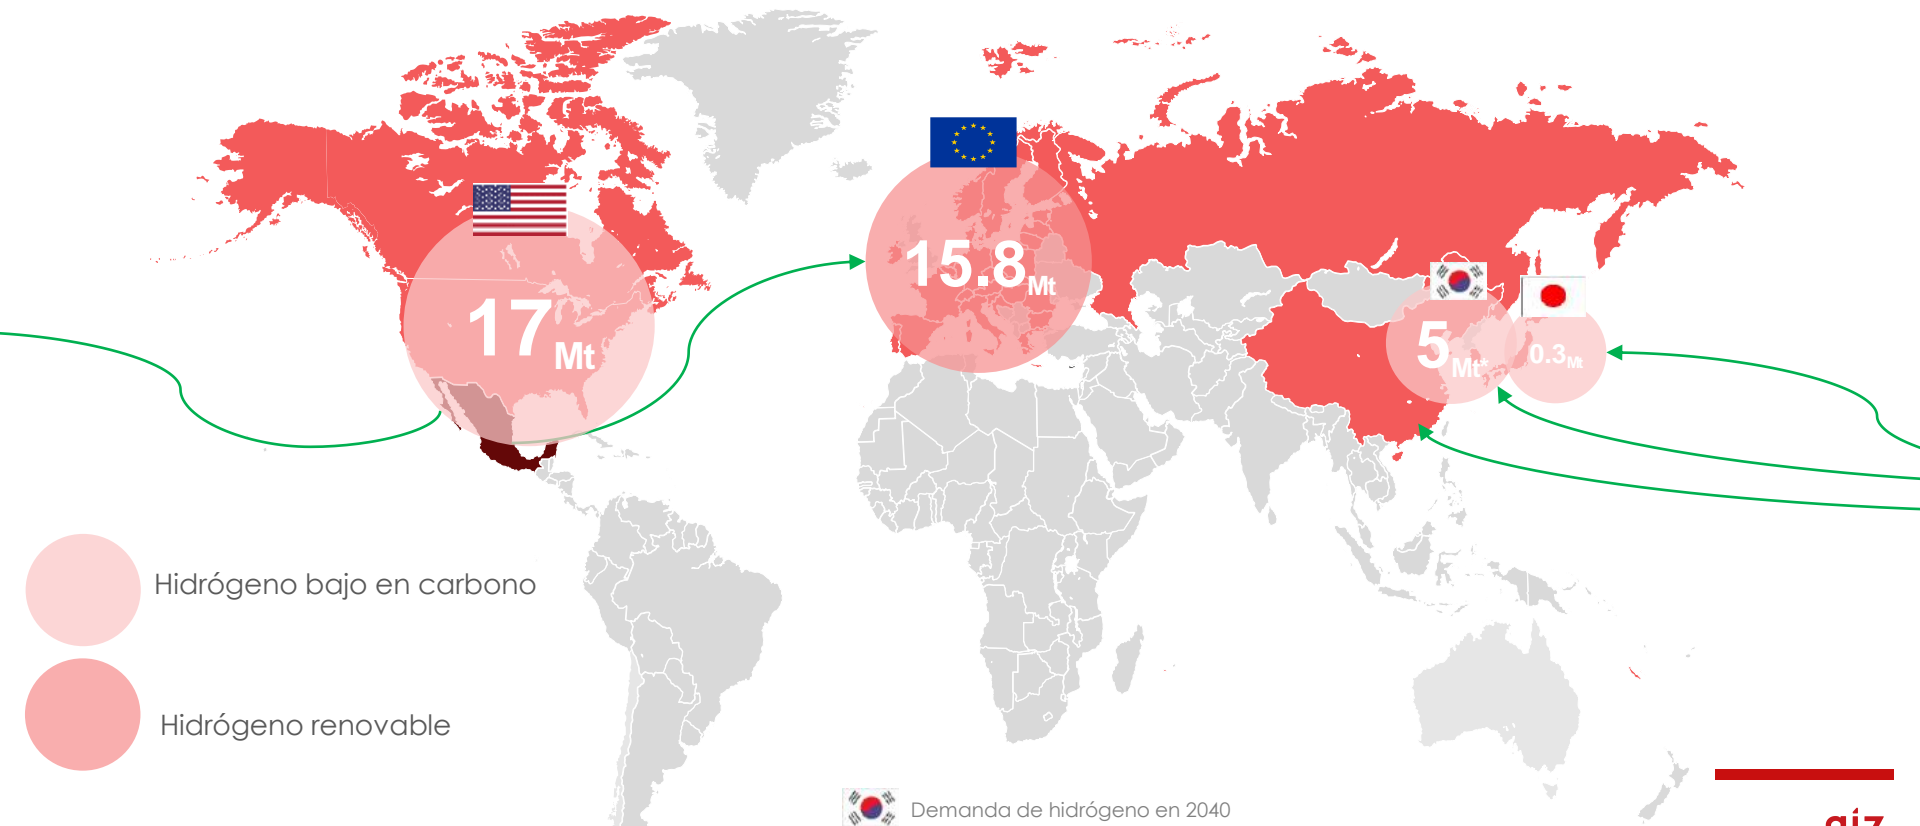 17 Mt
15.8 Mt
5 Mt*
0.3 Mt
Hidrógeno bajo en carbono
Hidrógeno renovable
Demanda de hidrógeno en 2040
giz